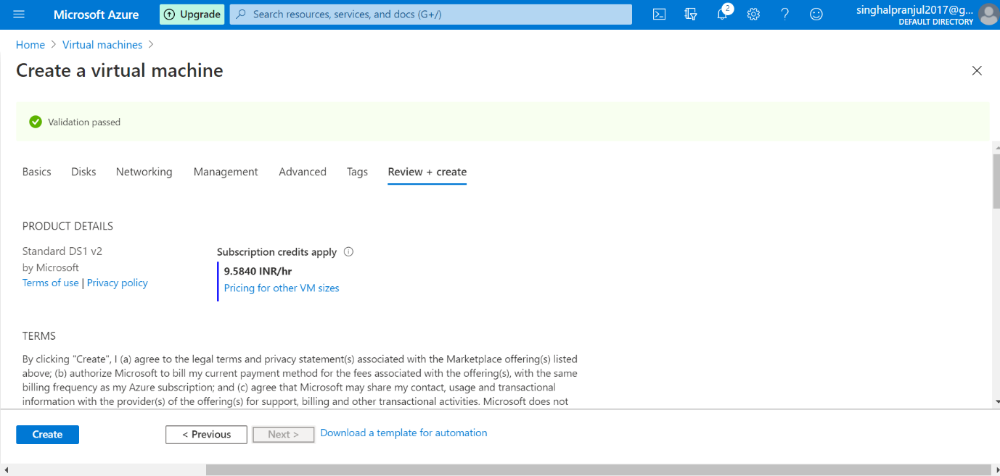 Microsoft Azure
Upgrade
Search resources, services, and docs (G+/)
2
singhalpranjul2017@g...
DEFAULT DIRECTORY
Home > Virtual machines >
Create a virtual machine
Validation passed
Basics Disks Networking Management Advanced Tags Review + create
PRODUCT DETAILS
Standard DS1 v2
by Microsoft
Terms of use | Privacy policy
Subscription credits apply
9.5840 INR/hr
Pricing for other VM sizes
TERMS
By clicking "Create", I (a) agree to the legal terms and privacy statement(s) associated with the Marketplace offering(s) listed
above; (b) authorize Microsoft to bill my current payment method for the fees associated with the offering(s), with the same
billing frequency as my Azure subscription; and (c) agree that Microsoft may share my contact, usage and transactional
information with the provider(s) of the offering(s) for support, billing and other transactional activities. Microsoft does not
Create < Previous Next > Download a template for automation